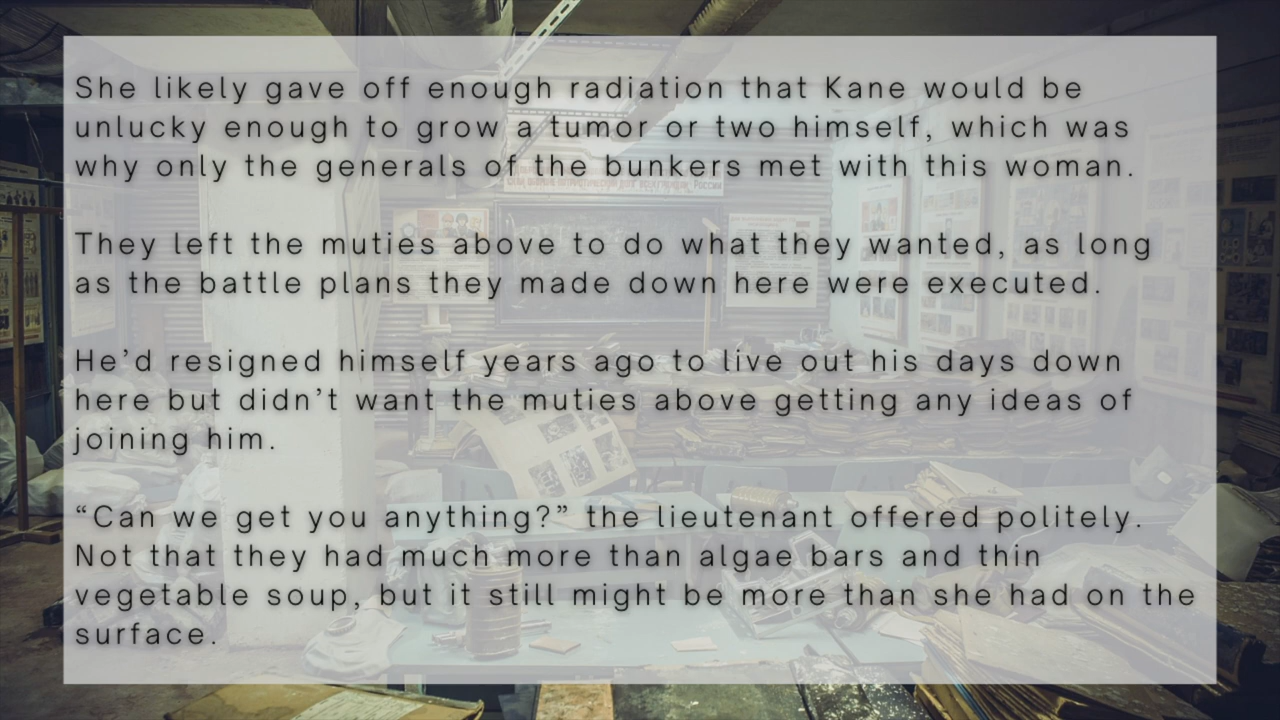 She likely gave off enough radiation that Kane would be
unlucky enough to grow a tumor or two himself, which was
why only the generals of the bunkers met with this woman.
They left the muties above to do what they wanted, as long
as the battle plans they made down here were executed.
He’d resigned himself years ago to live out his days down
here but didn’t want the muties above getting any ideas of
joining him.
“Can we get you anything?” the lieutenant offered politely.
Not that they had much more than algae bars and thin
vegetable soup, but it still might be more than she had on the
surface.